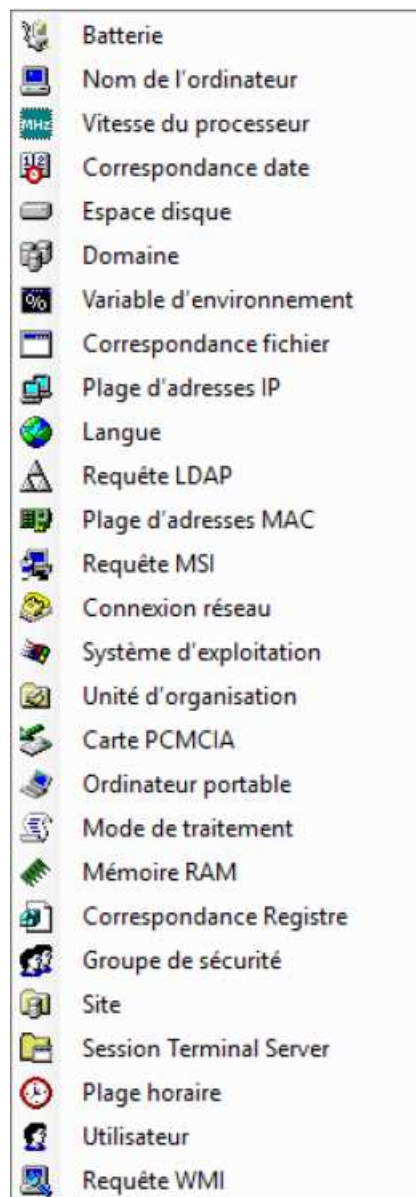 Batterie
Nom de l'ordinateur
MHz Vitesse du processeur
12 Correspondance date
Espace disque
Domaine
% Variable d'environnement
Correspondance fichier
Plage d'adresses IP
Langue
Requête LDAP
Plage d'adresses MAC
Requête MSI
Connexion réseau
Système d'exploitation
Unité d'organisation
Carte PCMCIA
Ordinateur portable
Mode de traitement
Mémoire RAM
Correspondance Registre
Groupe de sécurité
Site
Session Terminal Server
Plage horaire
Utilisateur
Requête WMI